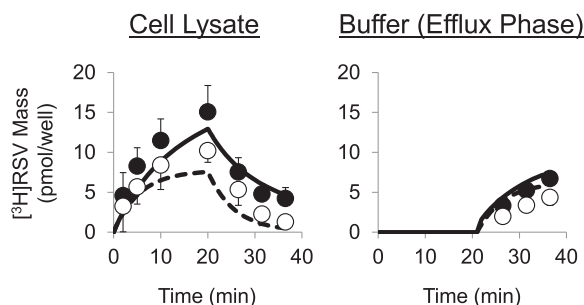 Cell Lysate
Buffer (Efflux Phase)
[³H]RSV Mass
(pmol/well)
20
15
10
5
0
0 10 20 30 40
Time (min)
20
15
10
5
0
0 10 20 30 40
Time (min)